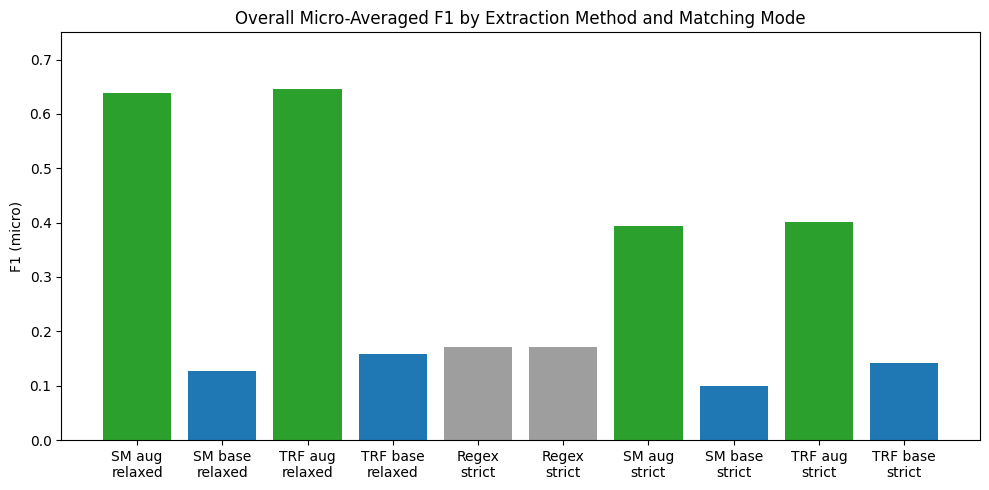 Overall Micro-Averaged F1 by Extraction Method and Matching Mode
F1 (micro)
0.7
0.6
0.5
0.4
0.3
0.2
0.1
0.0
SM aug
relaxed
SM base
relaxed
TRF aug
relaxed
TRF base
relaxed
Regex
strict
Regex
strict
SM aug
strict
SM base
strict
TRF aug
strict
TRF base
strict